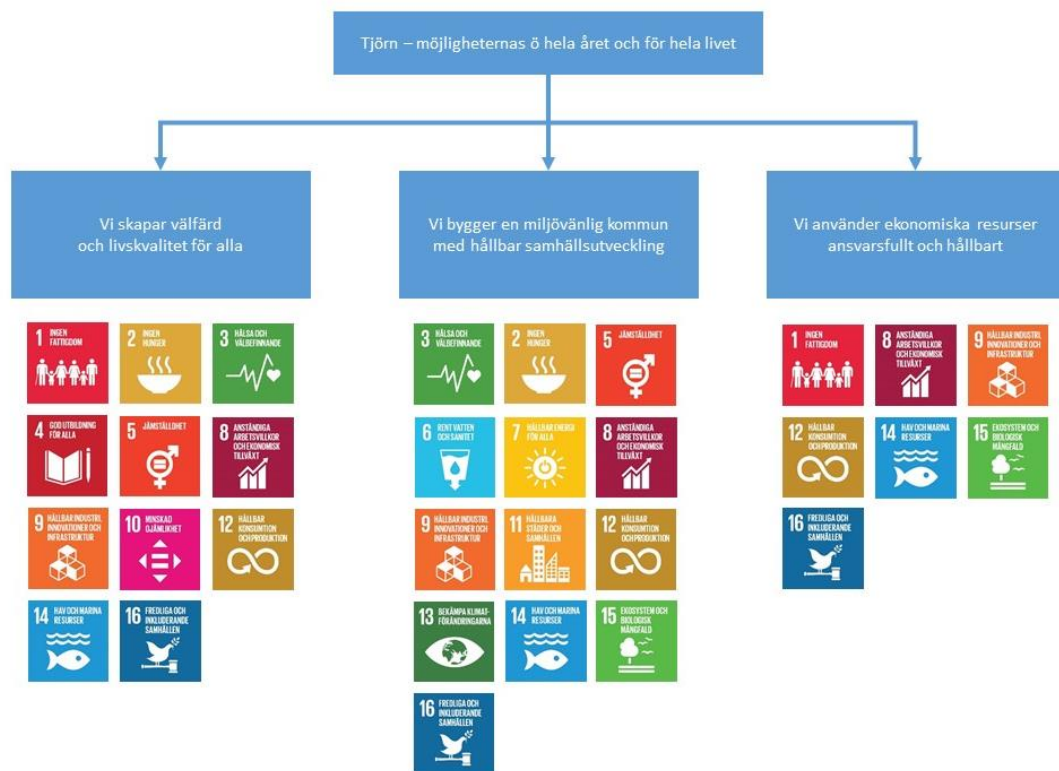 Tjörn – möjligheternas ö hela året och för hela livet
Vi skapar välfärd
och livskvalitet för alla
1 INGEN
FATTIGDOM
2 INGEN
HUNGER
3 HÄLSA OCH
VÄLBEFINNANDE
4 GOD UTBILDNING
FÖR ALLA
5 JÄMSTÄLLDHET
8 ANSTÄNDIGA
ARBETSVILLKOR
OCH EKONOMISK
TILLVÄXT
9 HÅLLBAR INDUSTRI,
INNOVATIONER OCH
INFRASTRUKTUR
10 MINSKAD
OJÄMLIKHET
12 HÅLLBAR
KONSUMTION
OCH PRODUKTION
14 HAV OCH MARINA
RESURSER
16 FREDLIGA OCH
INKLUDERANDE
SAMHÄLLEN
Vi bygger en miljövänlig kommun
med hållbar samhällsutveckling
3 HÄLSA OCH
VÄLBEFINNANDE
2 INGEN
HUNGER
5 JÄMSTÄLLDHET
6 RENT VATTEN
OCH SANITET
7 HÅLLBAR ENERGI
FÖR ALLA
8 ANSTÄNDIGA
ARBETSVILLKOR
OCH EKONOMISK
TILLVÄXT
9 HÅLLBAR INDUSTRI,
INNOVATIONER OCH
INFRASTRUKTUR
11 HÅLLBARA
STÄDER OCH
SAMHÄLLEN
12 HÅLLBAR
KONSUMTION
OCH PRODUKTION
13 BEKÄMPA KLIMAT-
FÖRÄNDRINGARNA
14 HAV OCH MARINA
RESURSER
15 EKOSYSTEM OCH
BIOLOGISK
MÅNGFALD
16 FREDLIGA OCH
INKLUDERANDE
SAMHÄLLEN
Vi använder ekonomiska resurser
ansvarsfullt och hållbart
1 INGEN
FATTIGDOM
8 ANSTÄNDIGA
ARBETSVILLKOR
OCH EKONOMISK
TILLVÄXT
9 HÅLLBAR INDUSTRI,
INNOVATIONER OCH
INFRASTRUKTUR
12 HÅLLBAR
KONSUMTION
OCH PRODUKTION
14 HAV OCH MARINA
RESURSER
15 EKOSYSTEM OCH
BIOLOGISK
MÅNGFALD
16 FREDLIGA OCH
INKLUDERANDE
SAMHÄLLEN